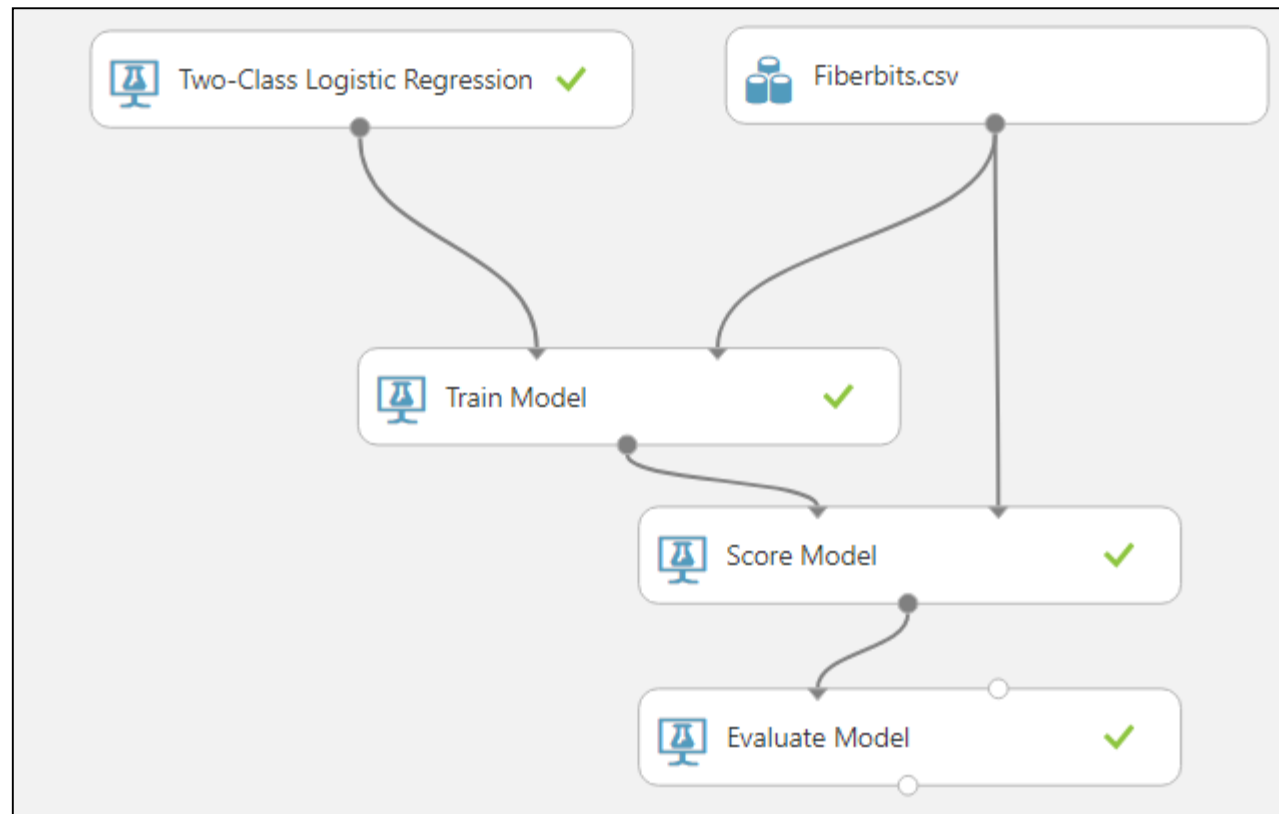 Two-Class Logistic Regression
Fiberbits.csv
Train Model
Score Model
Evaluate Model